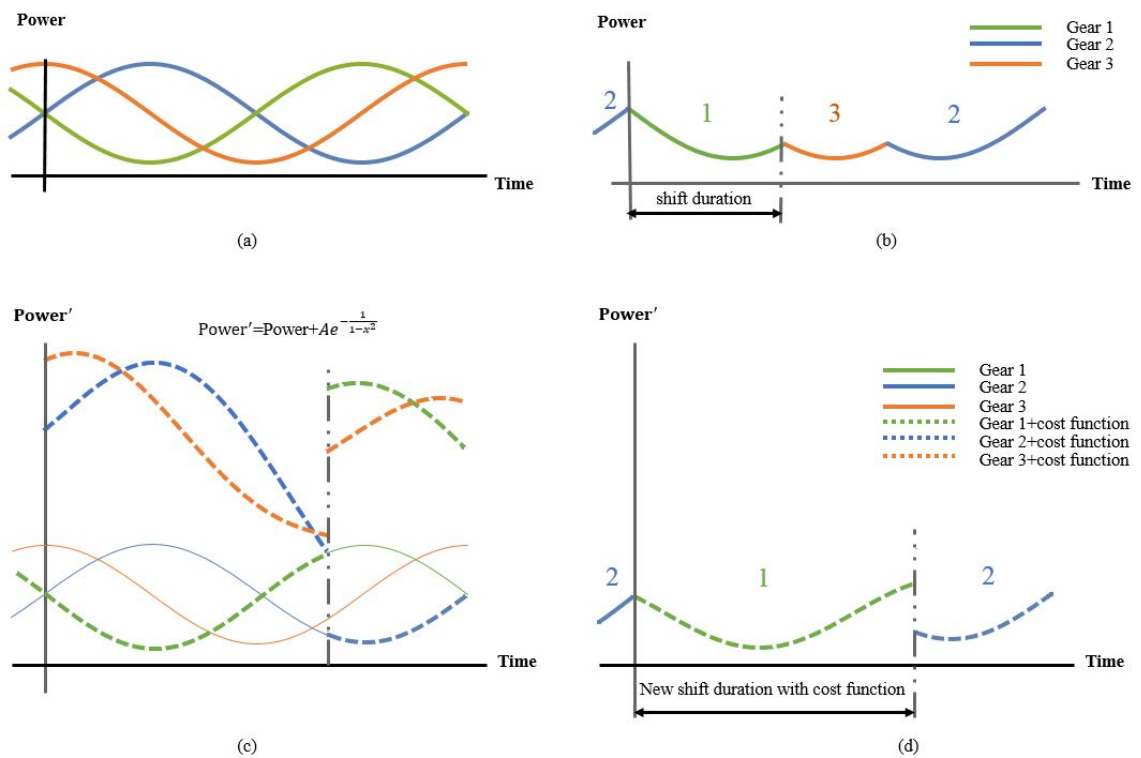 Power
Time
(a)
Power
Gear 1
Gear 2
Gear 3
2
1
3
2
Time
shift duration
(b)
Power′
Power′=Power+Ae^{-\frac{1}{1-x^2}}
Time
(c)
Power′
Gear 1
Gear 2
Gear 3
Gear 1+cost function
Gear 2+cost function
Gear 3+cost function
2
1
2
Time
New shift duration with cost function
(d)